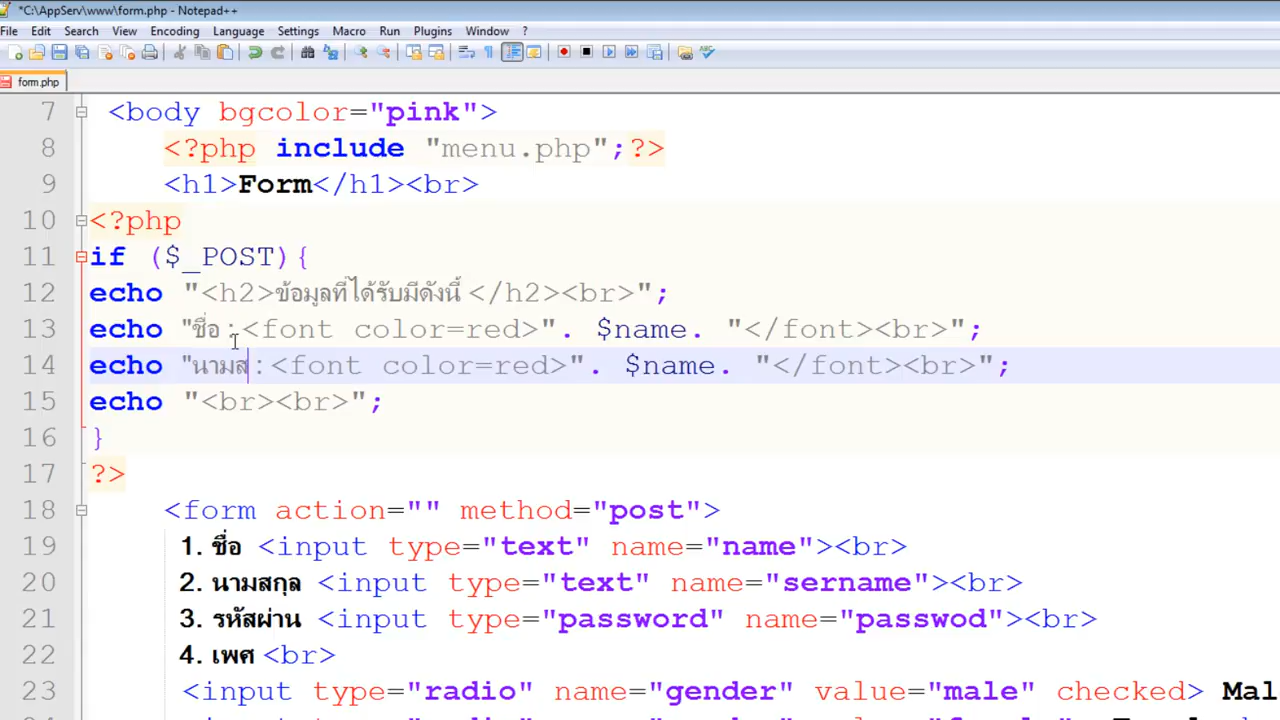 *C:\AppServ\www\form.php - Notepad++
File Edit Search View Encoding Language Settings Macro Run Plugins Window ?
form.php
7 <body bgcolor="pink">
8 <?php include "menu.php";?>
9 <h1>Form</h1><br>
10 <?php
11 if ($_POST){
12 echo "<h2>ข้อมูลที่ได้รับมีดังนี้ </h2><br>";
13 echo "ชื่อ :<font color=red>". $name. "</font><br>";
14 echo "นามส :<font color=red>". $name. "</font><br>";
15 echo "<br><br>";
16 }
17 ?>
18 <form action="" method="post">
19 1. ชื่อ <input type="text" name="name"><br>
20 2. นามสกุล <input type="text" name="sername"><br>
21 3. รหัสผ่าน <input type="password" name="passwod"><br>
22 4. เพศ <br>
23 <input type="radio" name="gender" value="male" checked> Mal